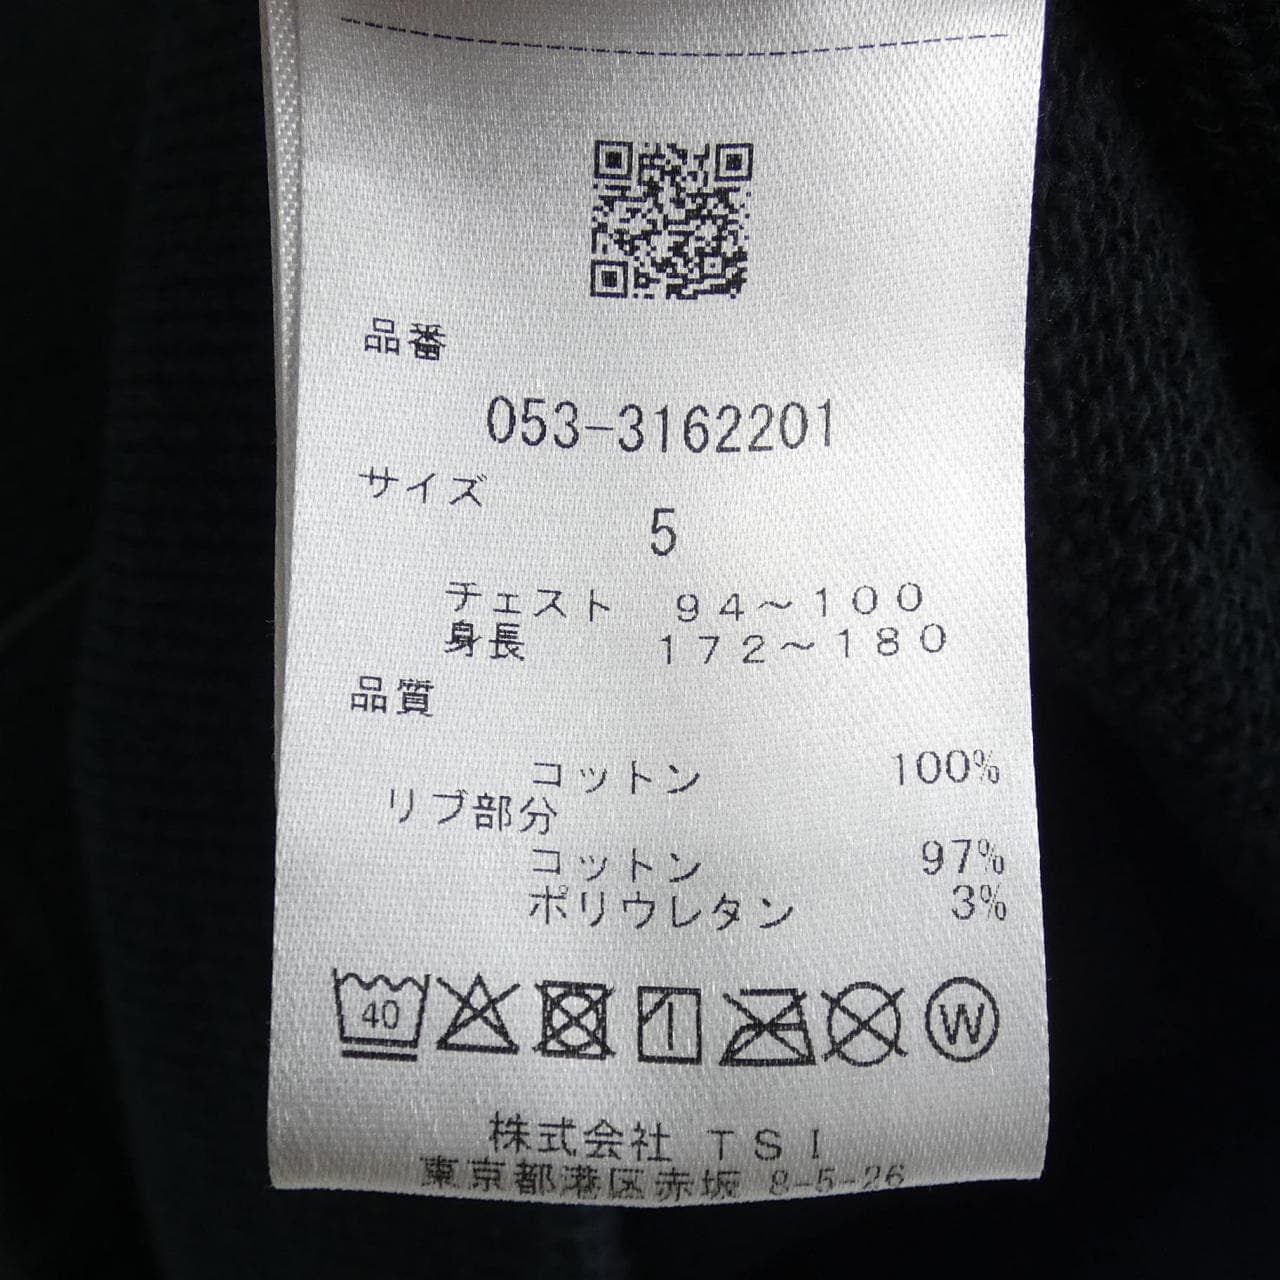 品番
053-3162201
サイズ
5
チェスト 94～100
身長 172～180
品質
コットン 100%
リブ部分
コットン 97%
ポリウレタン 3%
40 W
株式会社 TSI
東京都港区赤坂 8-5-26